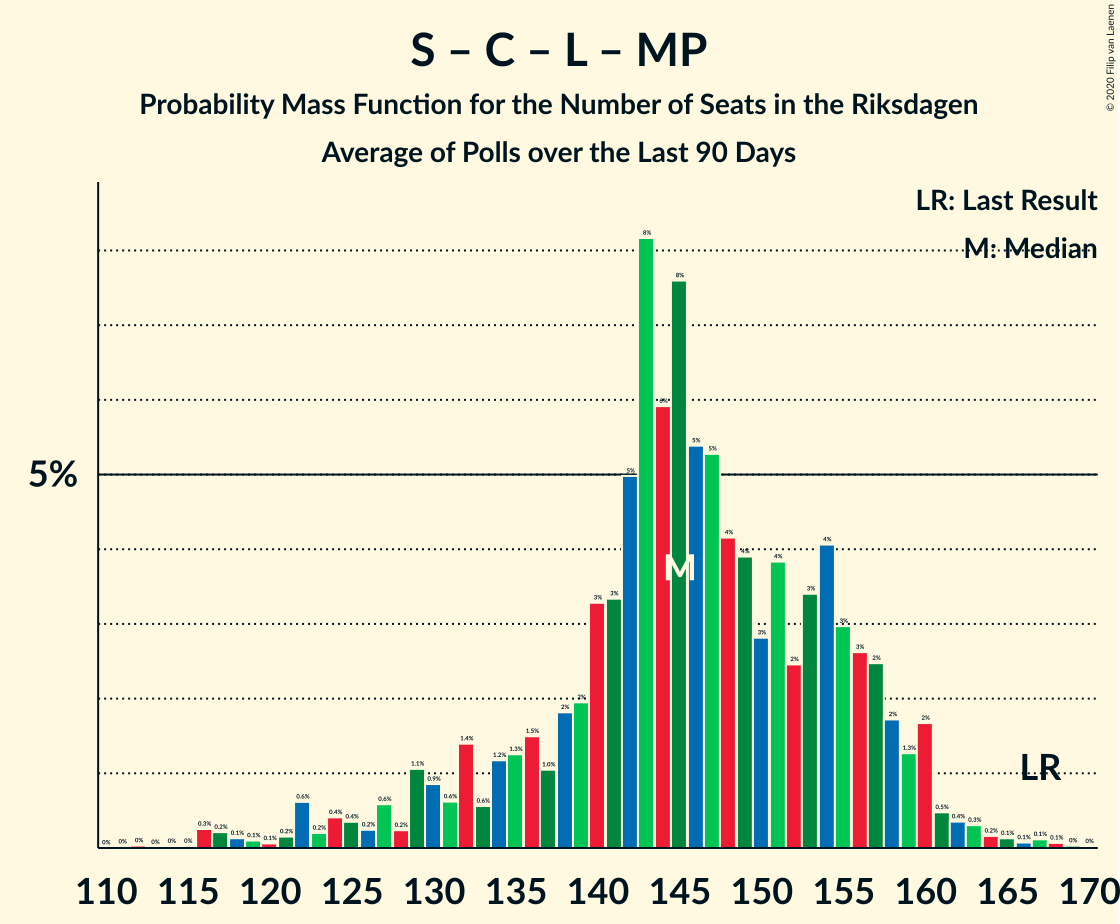 S – C – L – MP
Probability Mass Function for the Number of Seats in the Riksdagen
Average of Polls over the Last 90 Days
© 2020 Filip van Laenen
LR: Last Result
M: Median
5%
0% 0% 0% 0% 0% 0% 0.3% 0.2% 0.1% 0.1% 0.1% 0.2% 0.6% 0.2% 0.4% 0.4% 0.2% 0.6% 0.2% 1.1% 0.9% 0.6% 1.4% 0.6% 1.2% 1.3% 1.5% 1.0% 2% 2% 3% 3% 5% 8% 6% 8% 5% 5% 4% 4% 3% 4% 2% 3% 4% 3% 3% 2% 2% 1.3% 2% 0.5% 0.4% 0.3% 0.2% 0.1% 0.1% 0.1% 0.1% 0% 0%
M
LR
110 115 120 125 130 135 140 145 150 155 160 165 170